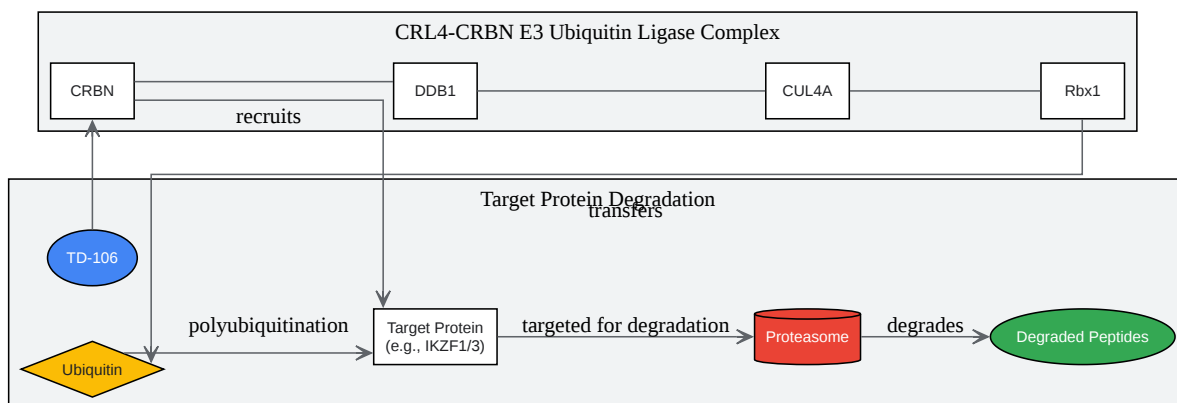 CRL4-CRBN E3 Ubiquitin Ligase Complex
CRBN
DDB1
CUL4A
Rbx1
recruits
Target Protein Degradation
transfers
TD-106
polyubiquitination
Target Protein
(e.g., IKZF1/3)
targeted for degradation
Proteasome
degrades
Degraded Peptides
Ubiquitin